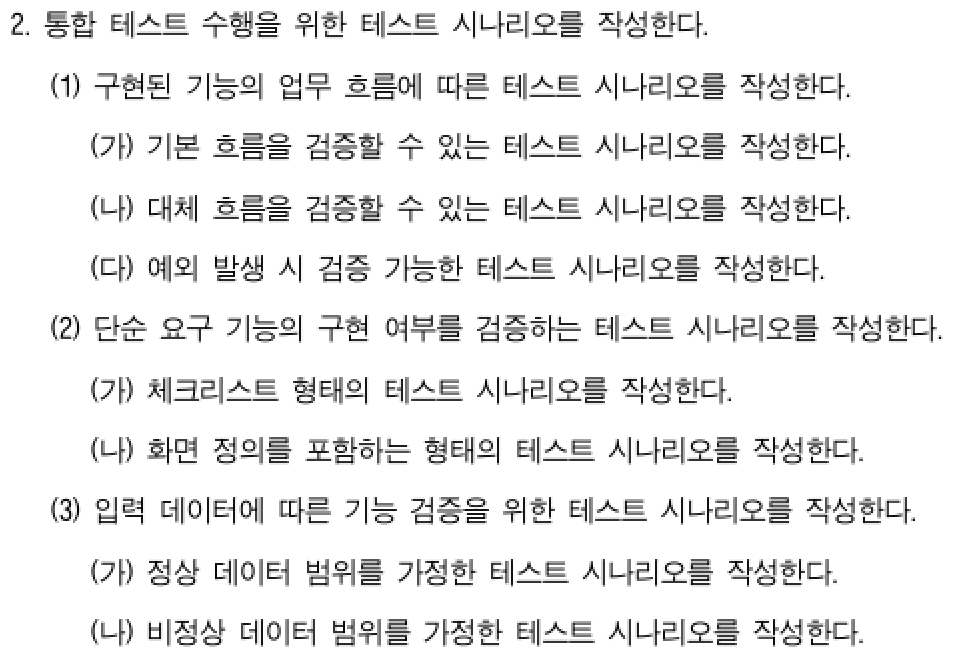 2. 통합 테스트 수행을 위한 테스트 시나리오를 작성한다.
(1) 구현된 기능의 업무 흐름에 따른 테스트 시나리오를 작성한다.
(가) 기본 흐름을 검증할 수 있는 테스트 시나리오를 작성한다.
(나) 대체 흐름을 검증할 수 있는 테스트 시나리오를 작성한다.
(다) 예외 발생 시 검증 가능한 테스트 시나리오를 작성한다.
(2) 단순 요구 기능의 구현 여부를 검증하는 테스트 시나리오를 작성한다.
(가) 체크리스트 형태의 테스트 시나리오를 작성한다.
(나) 화면 정의를 포함하는 형태의 테스트 시나리오를 작성한다.
(3) 입력 데이터에 따른 기능 검증을 위한 테스트 시나리오를 작성한다.
(가) 정상 데이터 범위를 가정한 테스트 시나리오를 작성한다.
(나) 비정상 데이터 범위를 가정한 테스트 시나리오를 작성한다.